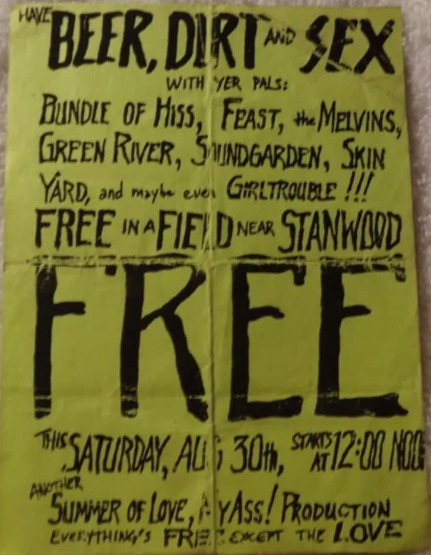 HAVE BEER, DIRT AND SEX
WITH YER PALS:
BUNDLE OF HISS, FEAST, the MELVINS,
GREEN RIVER, SOUNDGARDEN, SKIN
YARD, and maybe even GIRLTROUBLE !!!
FREE IN A FIELD NEAR STANWOOD
FREE
THIS SATURDAY, AUG 30th, STARTS AT 12:00 NOO
ANOTHER
SUMMER OF LOVE, MyAss! PRODUCTION
EVERYTHING'S FREE EXCEPT THE LOVE